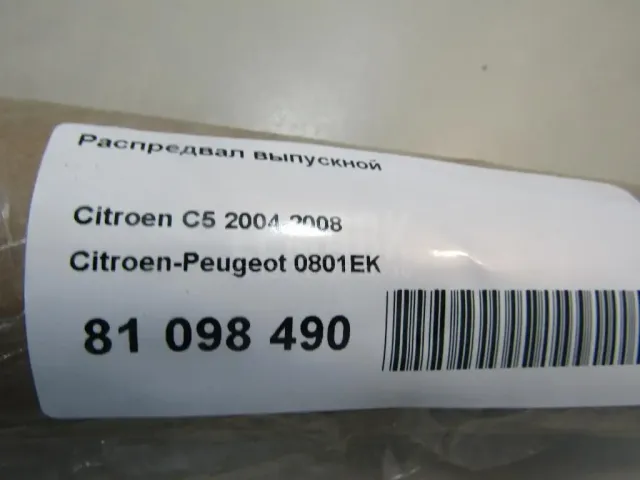 Распредвал выпускной
Citroen C5 2004-2008
Citroen-Peugeot 0801EK
81 098 490